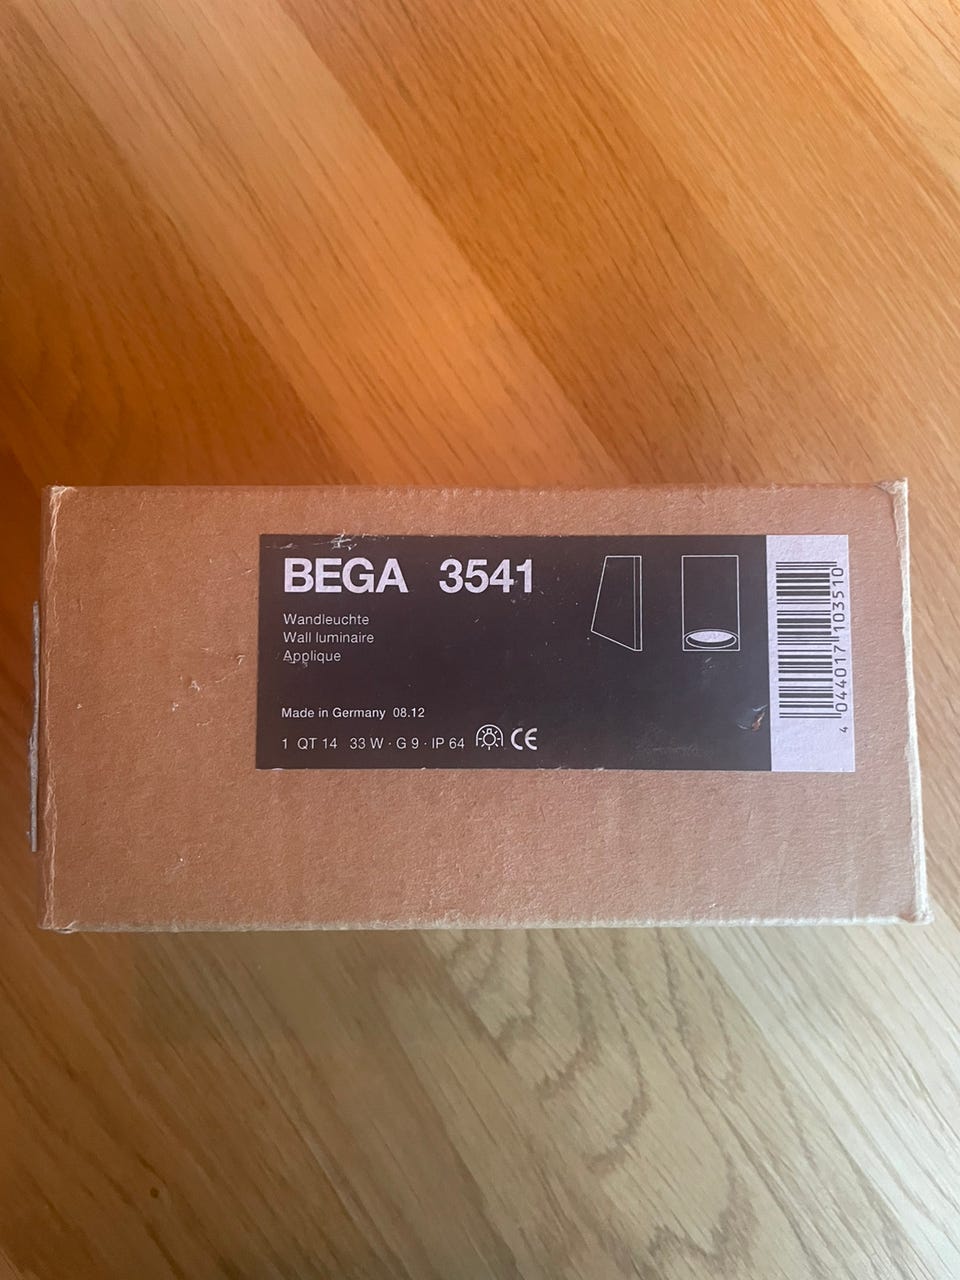 BEGA 3541
Wandleuchte
Wall luminaire
Applique
Made in Germany 08.12
1 QT 14 33 W · G 9 · IP 64 CE
4 044017 103510